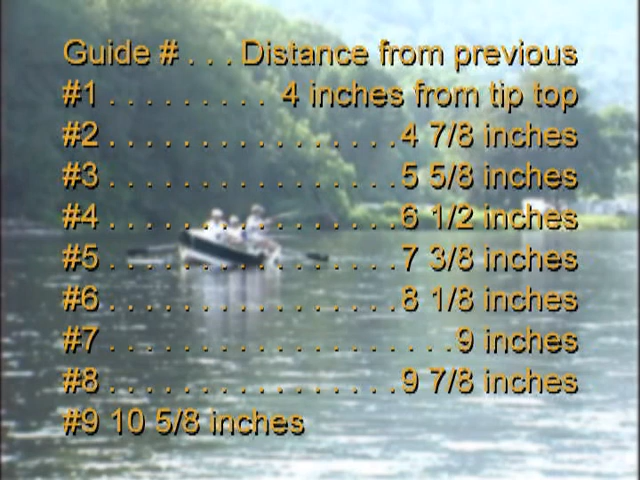 Guide # . . . Distance from previous
#1 . . . . . . . . . 4 inches from tip top
#2 . . . . . . . . . . . . . . . . 4 7/8 inches
#3 . . . . . . . . . . . . . . . . 5 5/8 inches
#4 . . . . . . . . . . . . . . . . 6 1/2 inches
#5 . . . . . . . . . . . . . . . . 7 3/8 inches
#6 . . . . . . . . . . . . . . . . 8 1/8 inches
#7 . . . . . . . . . . . . . . . . . . . 9 inches
#8 . . . . . . . . . . . . . . . . 9 7/8 inches
#9 10 5/8 inches